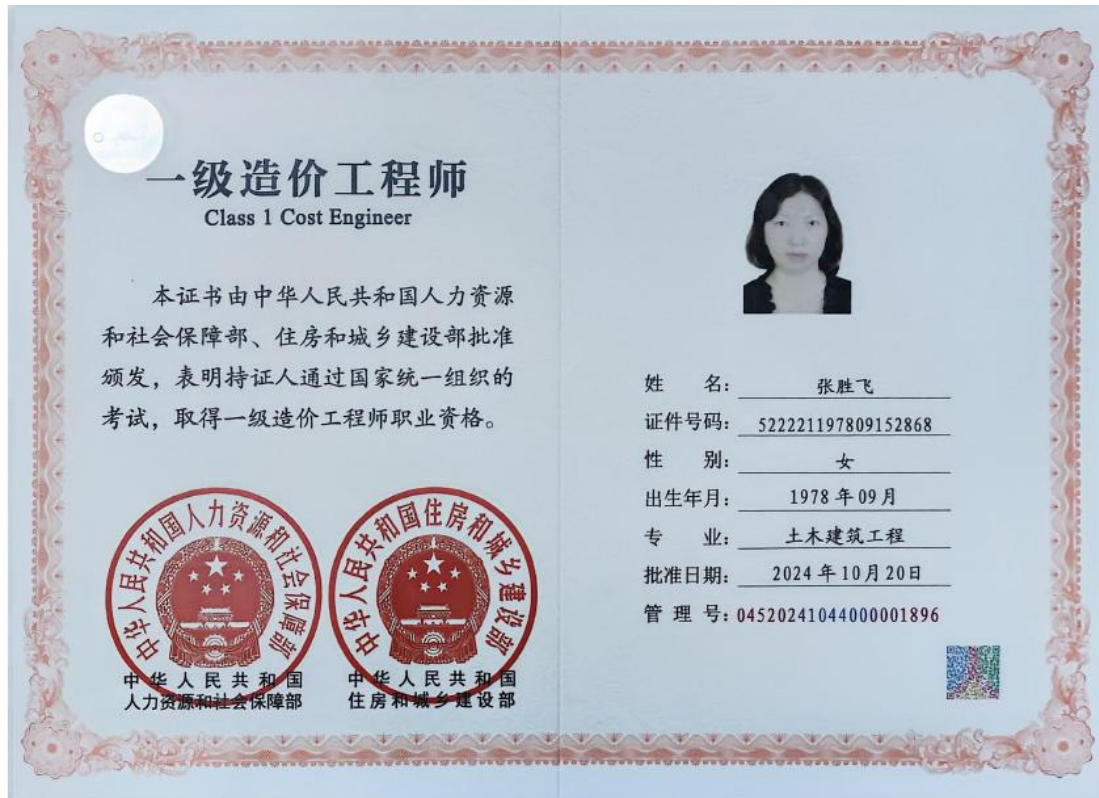 一级造价工程师
Class 1 Cost Engineer
本证书由中华人民共和国人力资源
和社会保障部、住房和城乡建设部批准
颁发，表明持证人通过国家统一组织的
考试，取得一级造价工程师职业资格。
中华人民共和国人力资源和社会保障部
中华人民共和国
人力资源和社会保障部
中华人民共和国住房和城乡建设部
中华人民共和国
住房和城乡建设部
姓 名：张胜飞
证件号码：522221197809152868
性 别：女
出生年月：1978年09月
专 业：土木建筑工程
批准日期：2024年10月20日
管 理 号：04520241044000001896